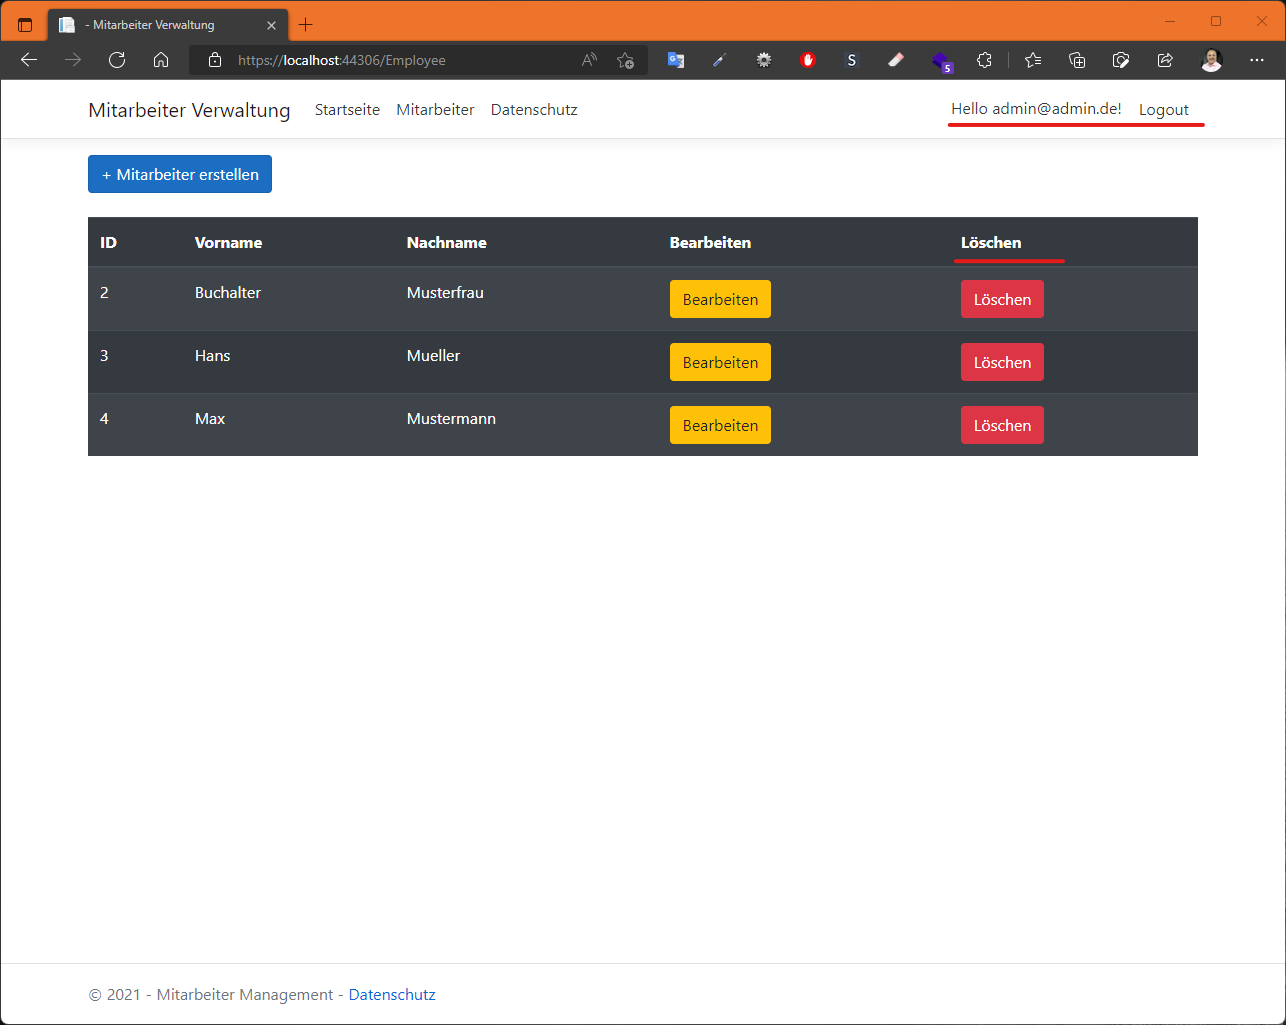 - Mitarbeiter Verwaltung
https://localhost:44306/Employee
S
5
Mitarbeiter Verwaltung Startseite Mitarbeiter Datenschutz Hello admin@admin.de! Logout
+ Mitarbeiter erstellen
ID Vorname Nachname Bearbeiten Löschen
2 Buchalter Musterfrau Bearbeiten Löschen
3 Hans Mueller Bearbeiten Löschen
4 Max Mustermann Bearbeiten Löschen
© 2021 - Mitarbeiter Management - Datenschutz